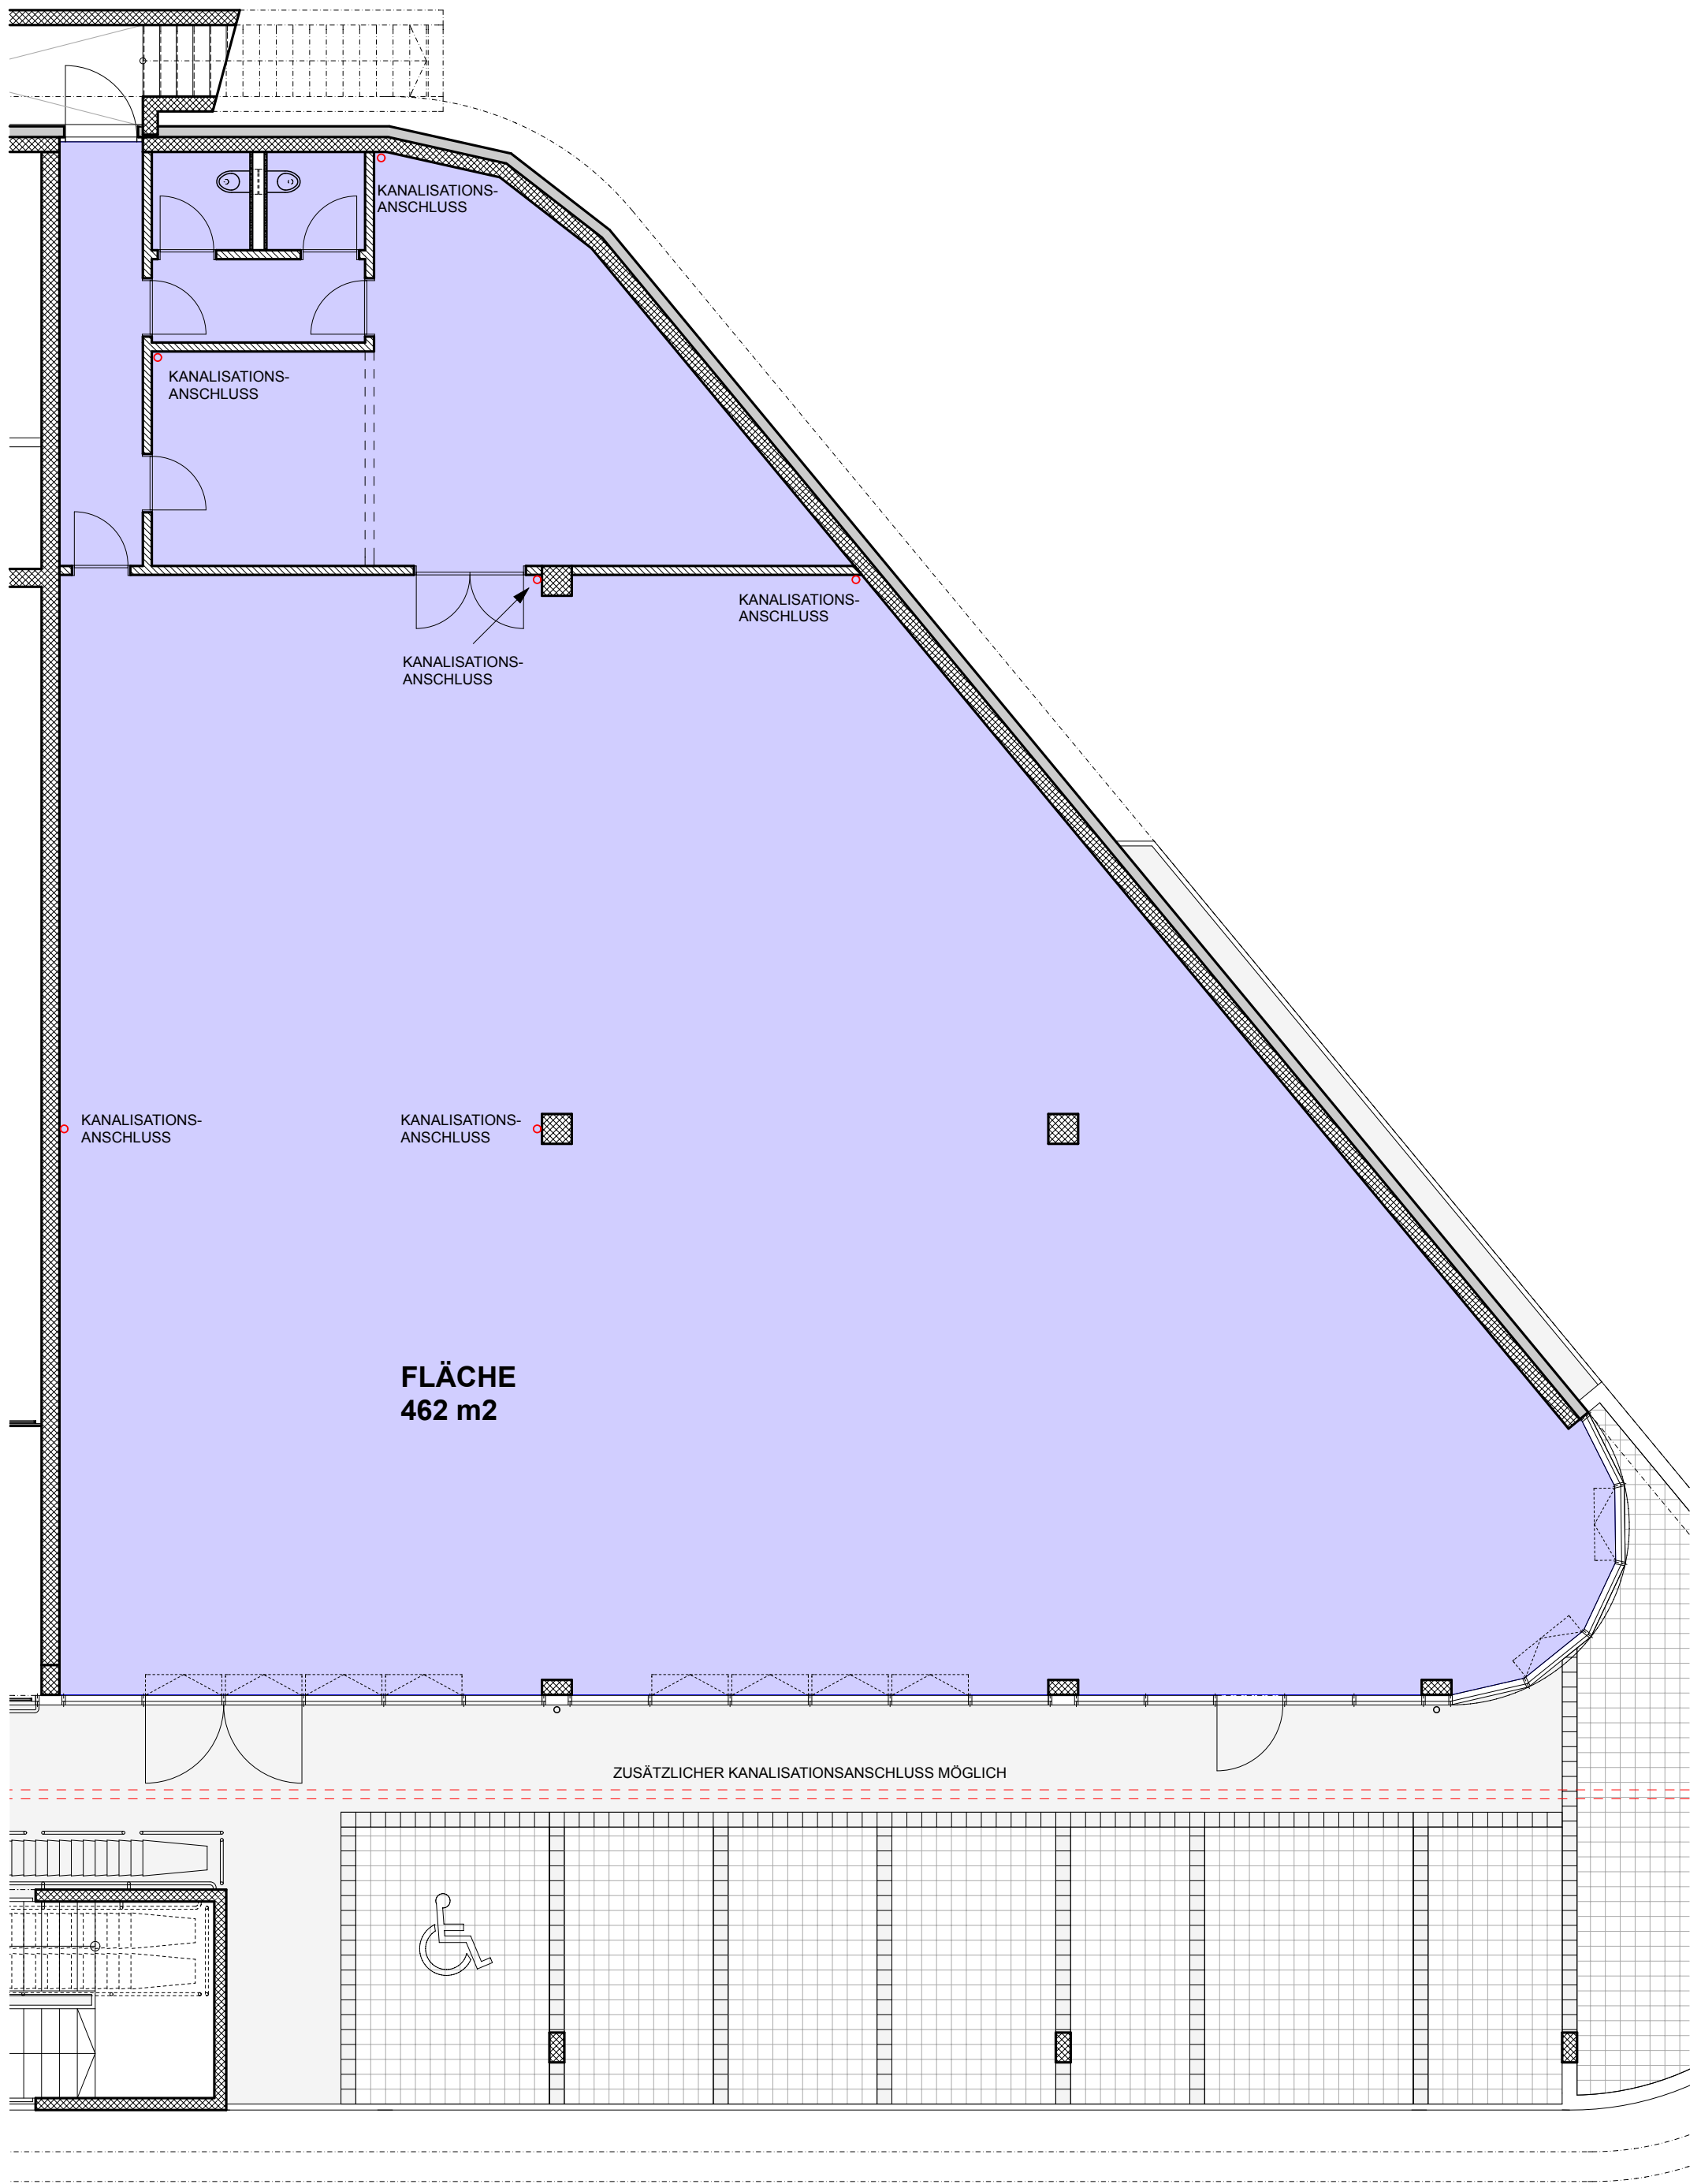 KANALISATIONS-
ANSCHLUSS
KANALISATIONS-
ANSCHLUSS
KANALISATIONS-
ANSCHLUSS
KANALISATIONS-
ANSCHLUSS
KANALISATIONS-
ANSCHLUSS
KANALISATIONS-
ANSCHLUSS
FLÄCHE
462 m2
ZUSÄTZLICHER KANALISATIONSANSCHLUSS MÖGLICH